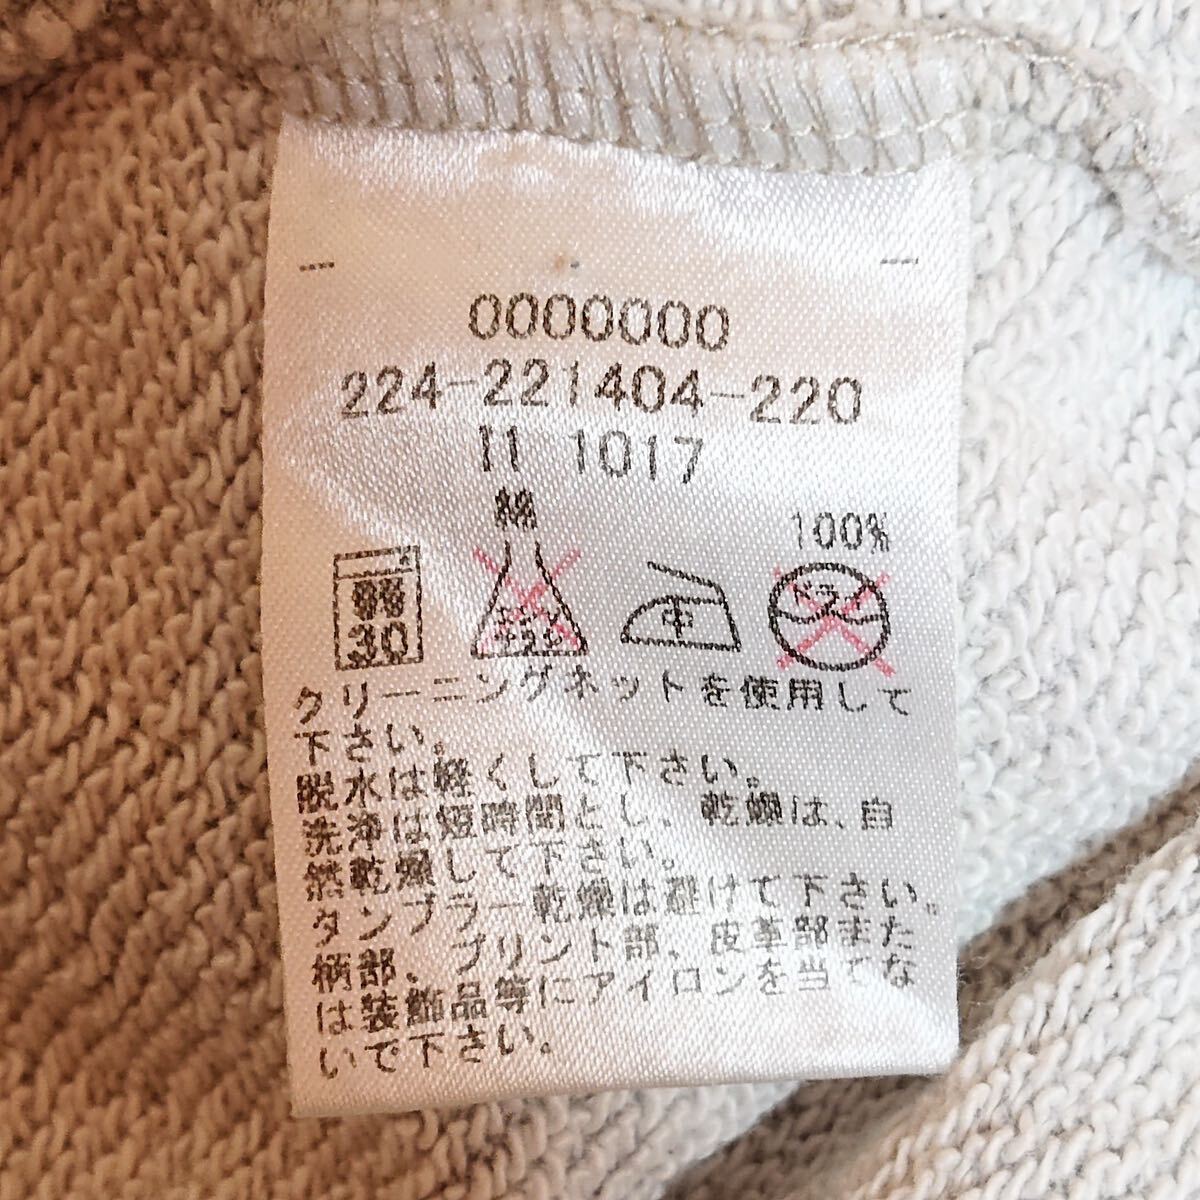 0000000
224-221404-220
11 1017
綿 100%
30 中 ドライ
クリーニングネットを使用して
下さい。
脱水は軽くして下さい。
洗浄は短時間とし、乾燥は、自
然乾燥して下さい。
タンブラー乾燥は避けて下さい。
柄部、プリント部、皮革部また
は装飾品等にアイロンを当てな
いで下さい。